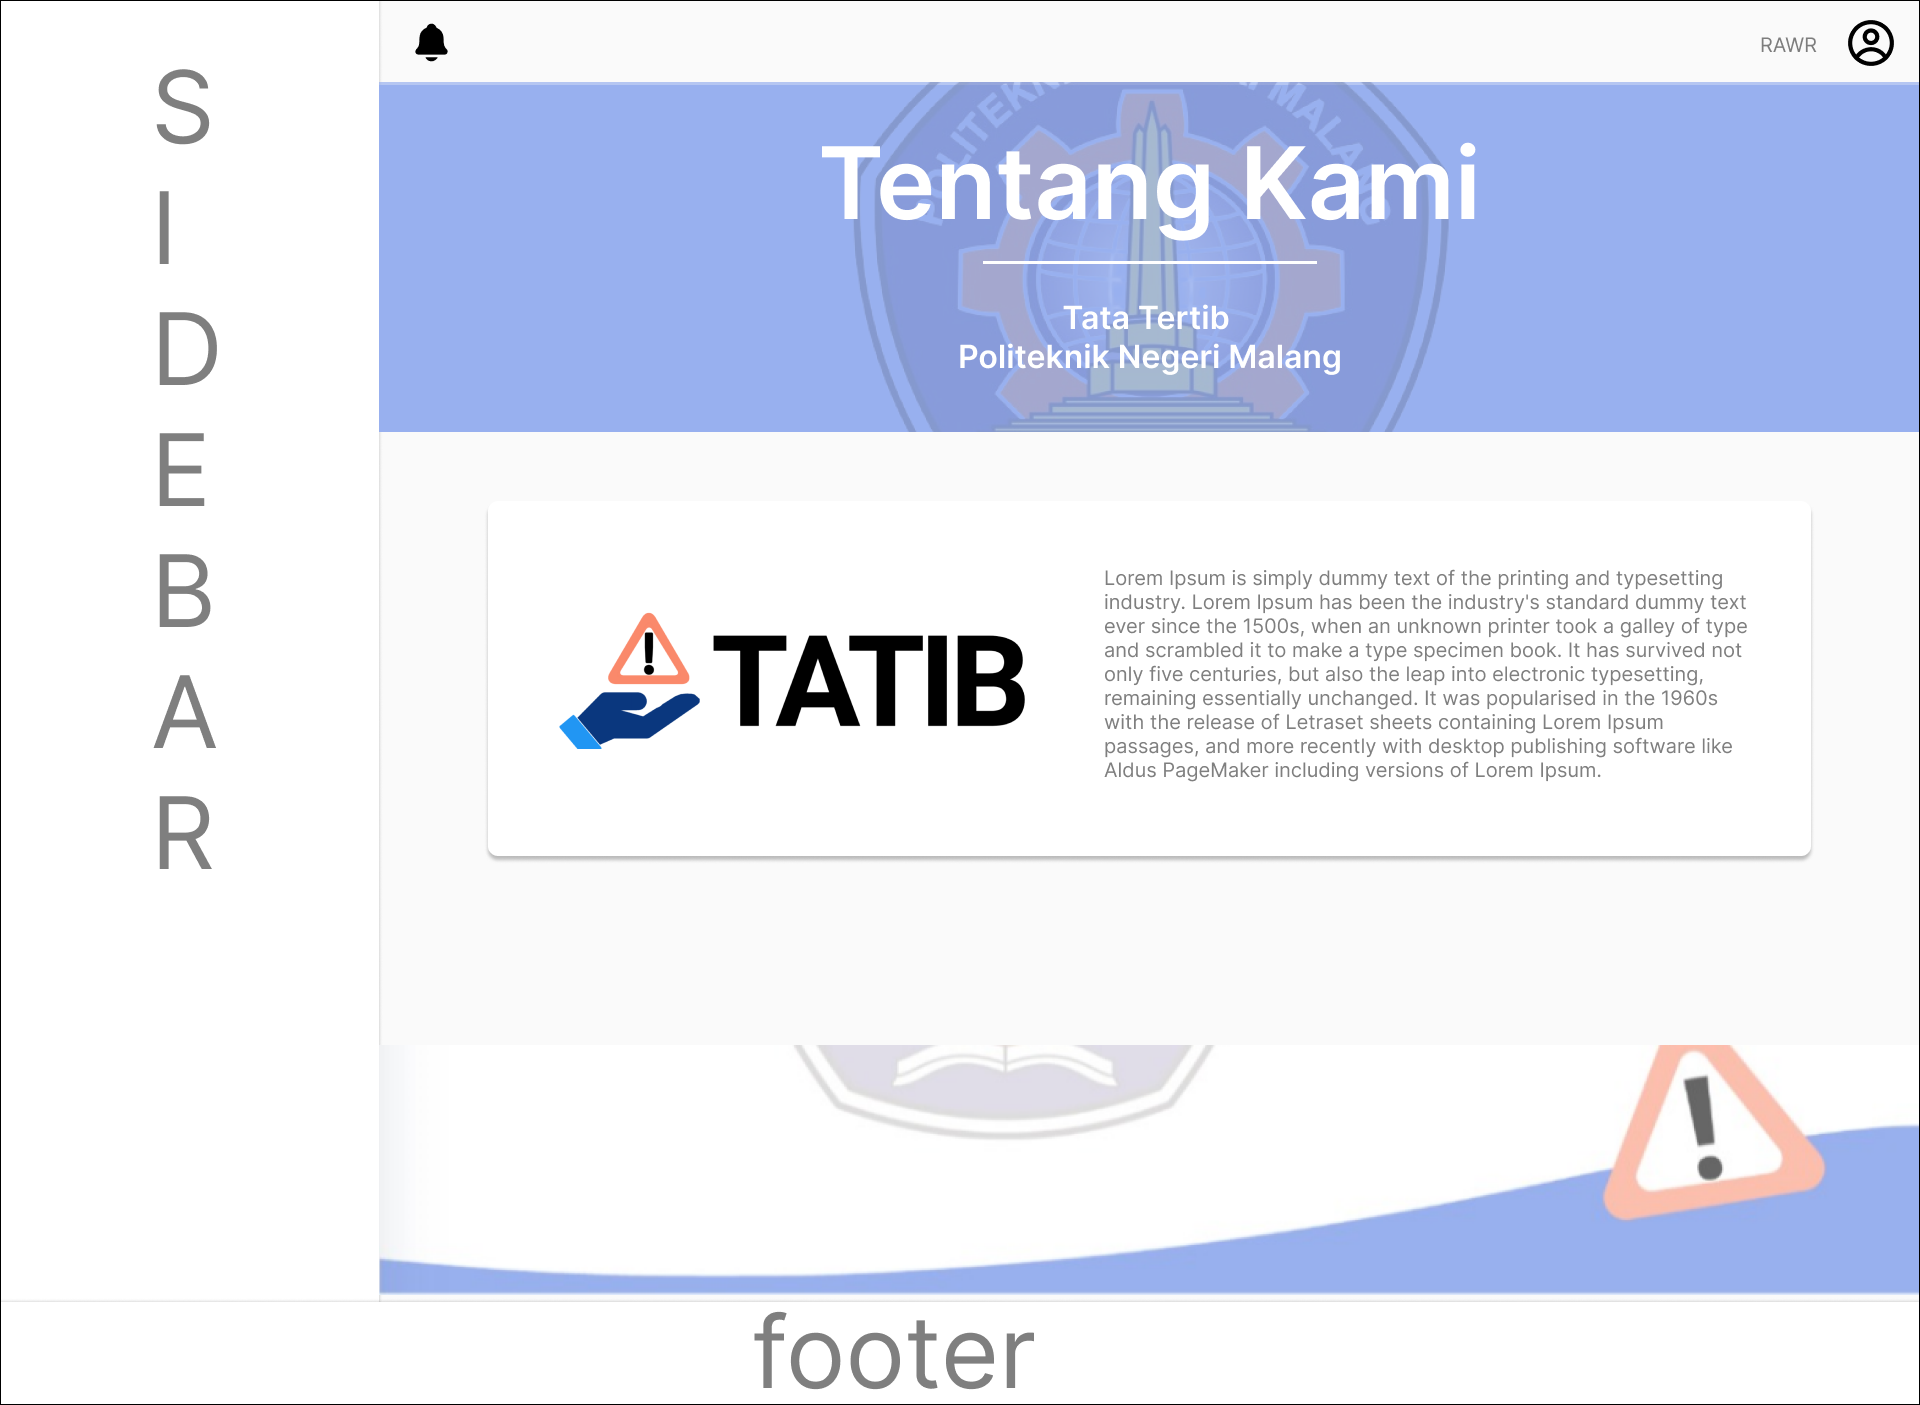 S
I
D
E
B
A
R
RAWR
Tentang Kami
Tata Tertib
Politeknik Negeri Malang
TATIB
Lorem Ipsum is simply dummy text of the printing and typesetting
industry. Lorem Ipsum has been the industry's standard dummy text
ever since the 1500s, when an unknown printer took a galley of type
and scrambled it to make a type specimen book. It has survived not
only five centuries, but also the leap into electronic typesetting,
remaining essentially unchanged. It was popularised in the 1960s
with the release of Letraset sheets containing Lorem Ipsum
passages, and more recently with desktop publishing software like
Aldus PageMaker including versions of Lorem Ipsum.
footer